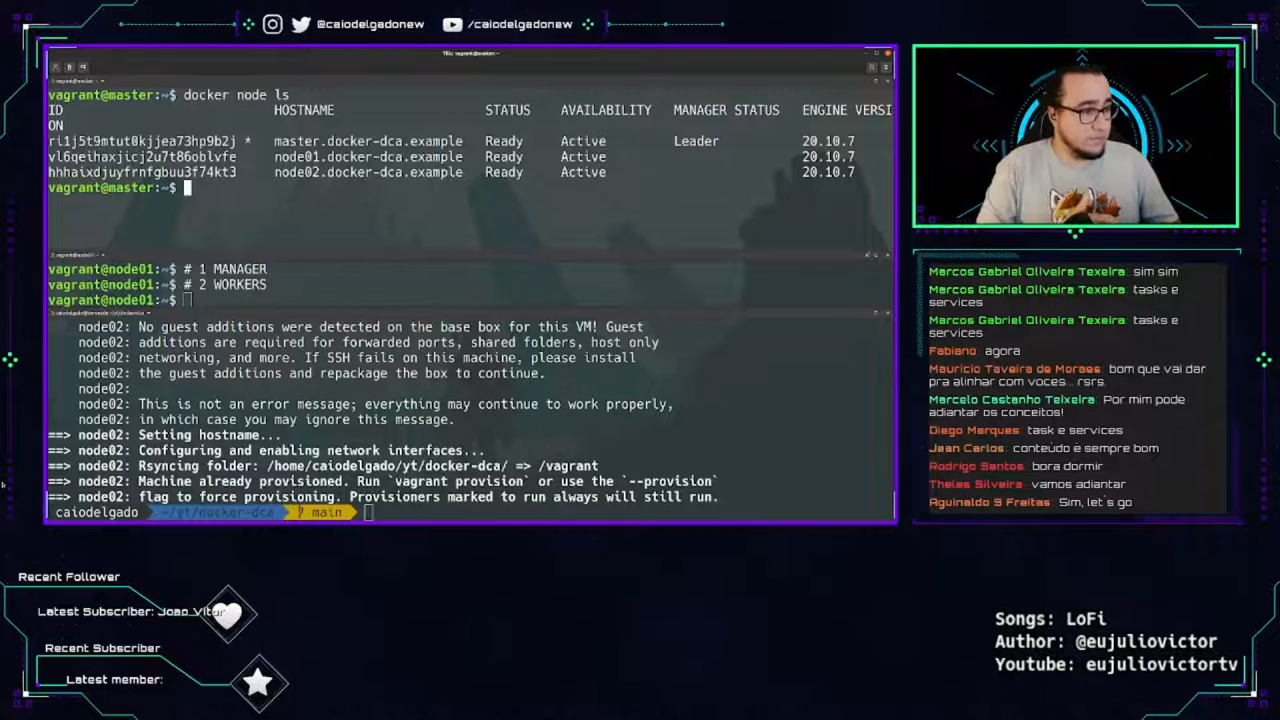 @caiodelgadonew
/caiodelgadonew
vagrant@master:~$ docker node ls
ID HOSTNAME STATUS AVAILABILITY MANAGER STATUS ENGINE VERSI
ON
ri1j5t9mtut0kjjea73hp9b2j * master.docker-dca.example Ready Active Leader 20.10.7
vl6qeihaxjicj2u7t86oblvfe node01.docker-dca.example Ready Active 20.10.7
hhhaixdjuyfrnfgbuu3f74kt3 node02.docker-dca.example Ready Active 20.10.7
vagrant@master:~$
vagrant@node01:~$ # 1 MANAGER
vagrant@node01:~$ # 2 WORKERS
vagrant@node01:~$
node02: No guest additions were detected on the base box for this VM! Guest
node02: additions are required for forwarded ports, shared folders, host only
node02: networking, and more. If SSH fails on this machine, please install
node02: the guest additions and repackage the box to continue.
node02:
node02: This is not an error message; everything may continue to work properly,
node02: in which case you may ignore this message.
==> node02: Setting hostname...
==> node02: Configuring and enabling network interfaces...
==> node02: Rsyncing folder: /home/caiodelgado/yt/docker-dca/ => /vagrant
==> node02: Machine already provisioned. Run `vagrant provision` or use the `--provision`
==> node02: flag to force provisioning. Provisioners marked to run always will still run.
caiodelgado ~/yt/docker-dca main
Marcos Gabriel Oliveira Texeira: sim sim
Marcos Gabriel Oliveira Texeira: tasks e
services
Marcos Gabriel Oliveira Texeira: tasks e
services
Fabiano: agora
Mauricio Taveira de Moraes: bom que vai dar
pra alinhar com voces... rsrs.
Marcelo Castanho Teixeira: Por mim pode
adiantar os conceitos!
Diego Marques: task e services
Jean Carlos: conteúdo é sempre bom
Rodrigo Santos: bora dormir
Theles Silveira: vamos adiantar
Aguinaldo S Freitas: Sim, let's go
Recent Follower
Latest Subscriber: Joao Vitor
Recent Subscriber
Latest member:
Songs: LoFi
Author: @eujuliovictor
Youtube: eujuliovictortv